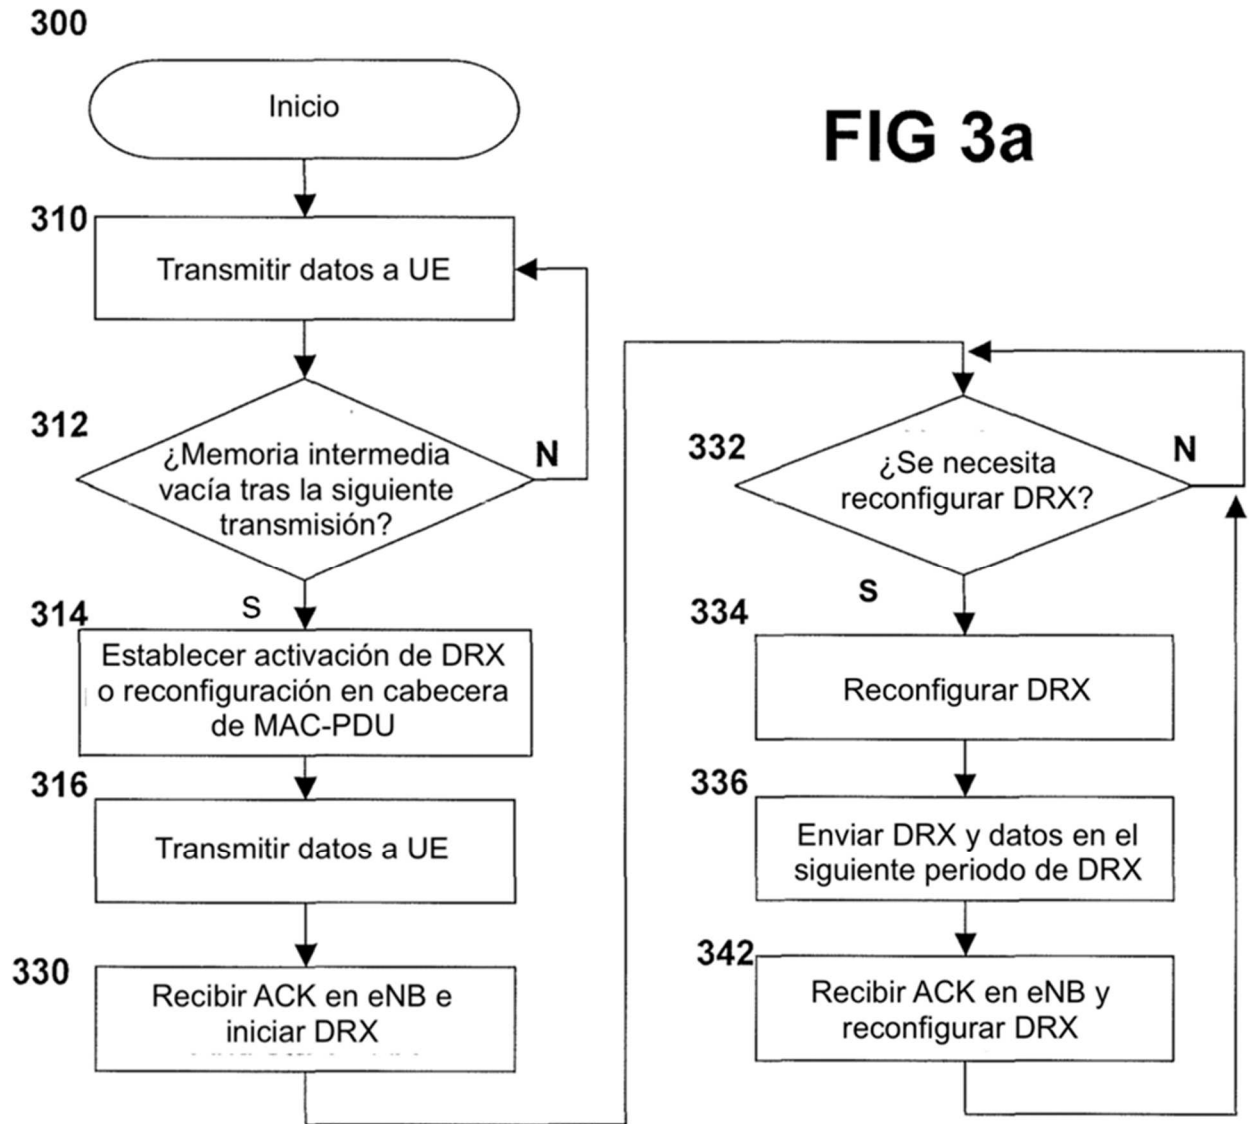 300
Inicio
FIG 3a
310
Transmitir datos a UE
312
¿Memoria intermedia
vacía tras la siguiente
transmisión?
N
S
314
Establecer activación de DRX
o reconfiguración en cabecera
de MAC-PDU
316
Transmitir datos a UE
330
Recibir ACK en eNB e
iniciar DRX
332
¿Se necesita
reconfigurar DRX?
N
S
334
Reconfigurar DRX
336
Enviar DRX y datos en el
siguiente periodo de DRX
342
Recibir ACK en eNB y
reconfigurar DRX